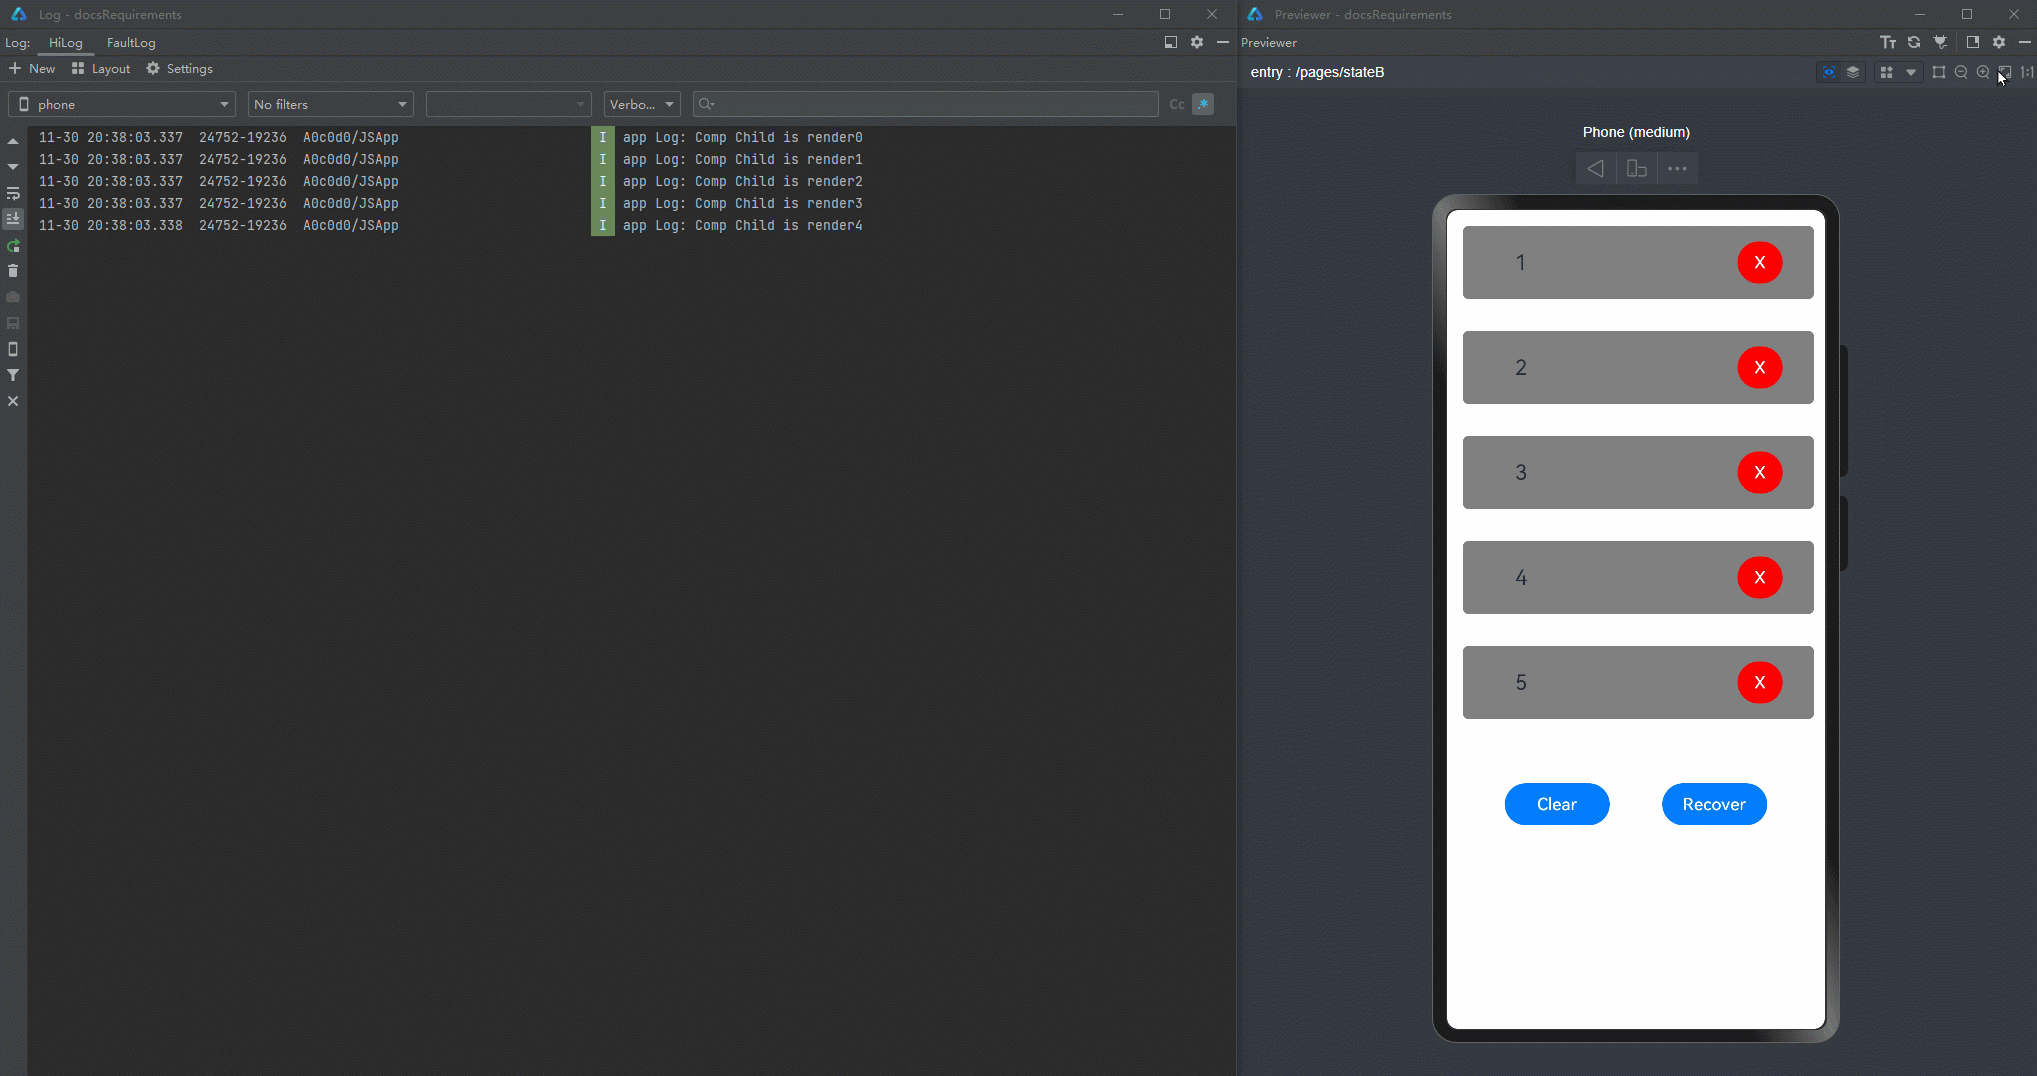 Log - docsRequirements
Log: HiLog FaultLog
New Layout Settings
phone No filters Verbo... Cc .*
11-30 20:38:03.337 24752-19236 A0c0d0/JSApp I app Log: Comp Child is render0
11-30 20:38:03.337 24752-19236 A0c0d0/JSApp I app Log: Comp Child is render1
11-30 20:38:03.337 24752-19236 A0c0d0/JSApp I app Log: Comp Child is render2
11-30 20:38:03.337 24752-19236 A0c0d0/JSApp I app Log: Comp Child is render3
11-30 20:38:03.338 24752-19236 A0c0d0/JSApp I app Log: Comp Child is render4
Previewer - docsRequirements
Previewer
entry : /pages/stateB 1:1
Phone (medium)
1 X
2 X
3 X
4 X
5 X
Clear Recover